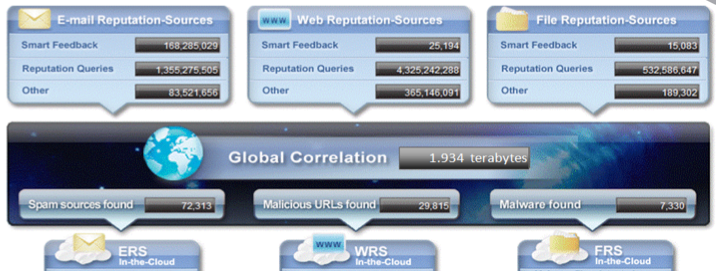 E-mail Reputation-Sources
Smart Feedback 168,285,029
Reputation Queries 1,355,275,505
Other 83,521,656
www Web Reputation-Sources
Smart Feedback 25,194
Reputation Queries 4,325,242,288
Other 365,146,091
File Reputation-Sources
Smart Feedback 15,083
Reputation Queries 532,586,647
Other 189,302
Global Correlation 1.934 terabytes
Spam sources found 72,313
Malicious URLs found 29,815
Malware found 7,330
ERS
In-the-Cloud
www WRS
In-the-Cloud
FRS
In-the-Cloud